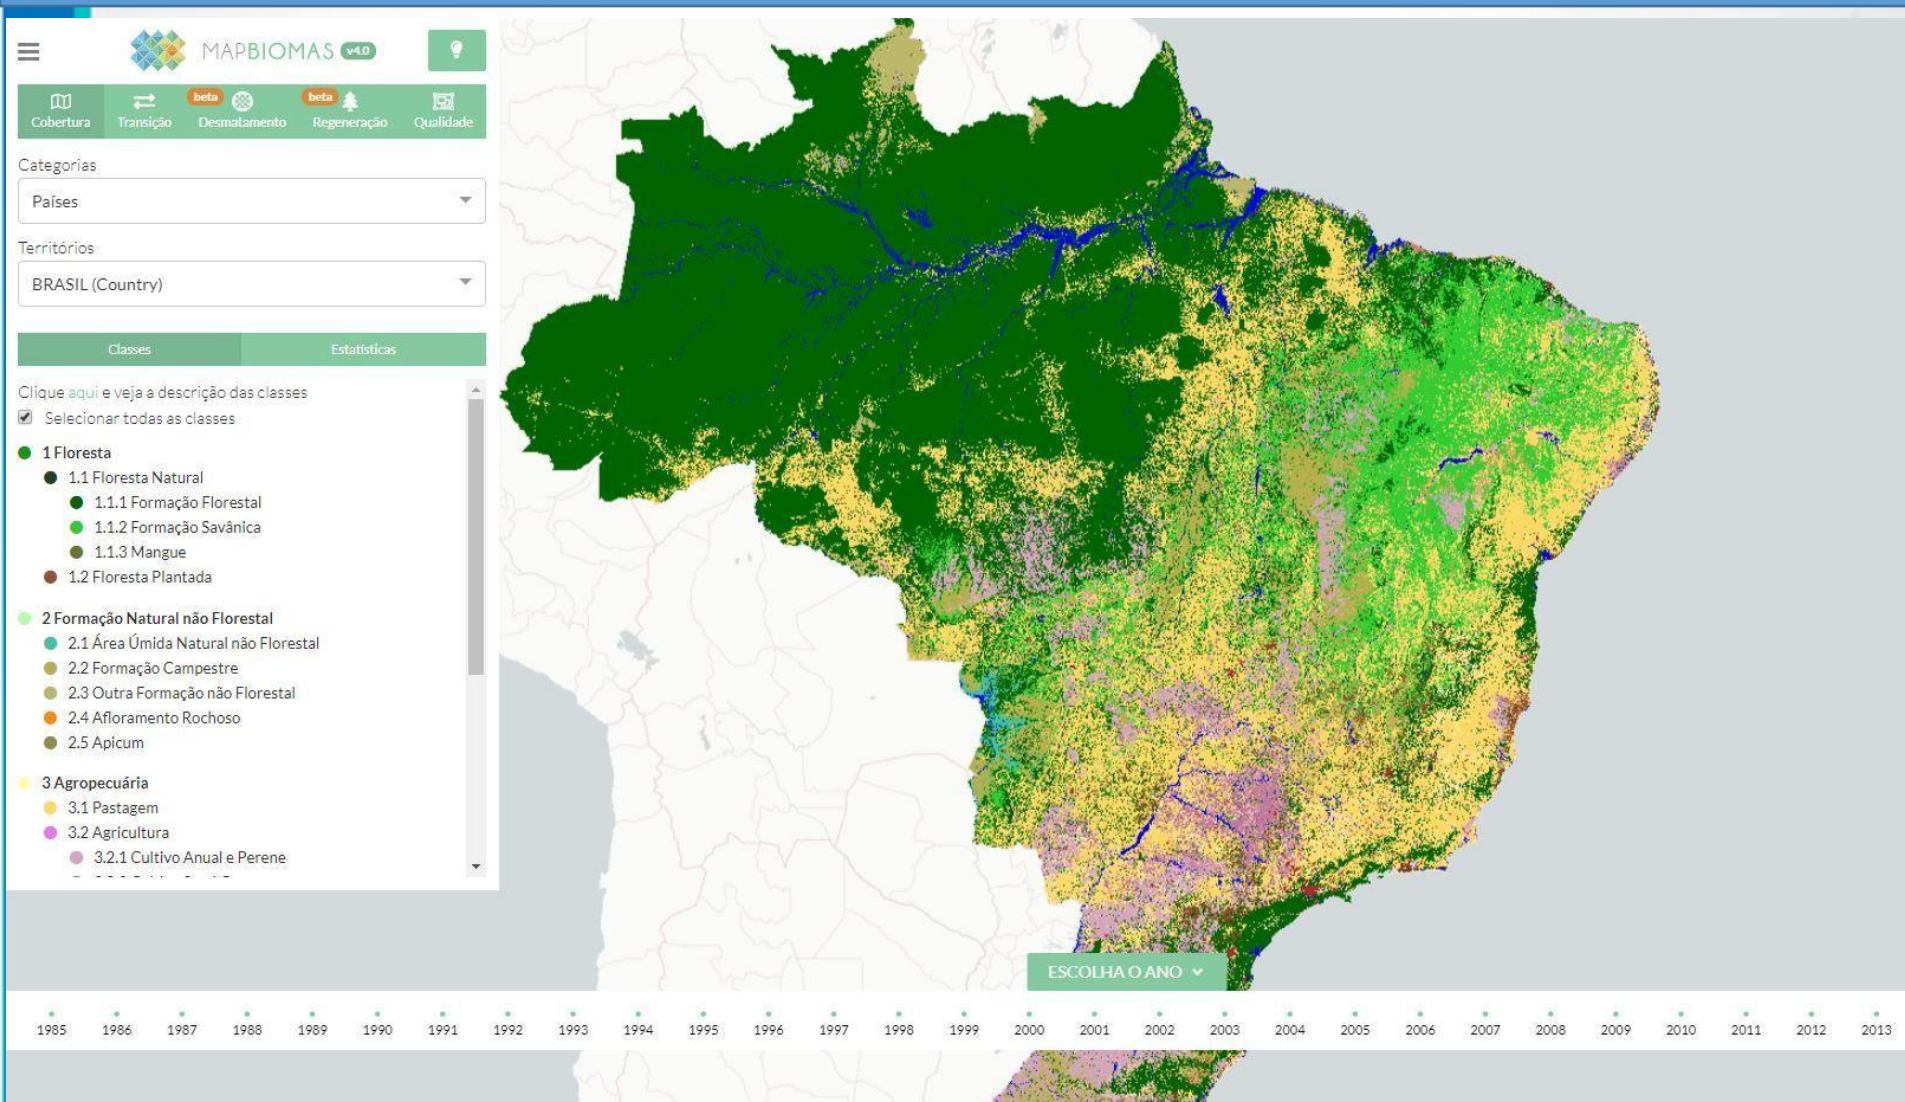 MAPBIOMAS v4.0
beta beta
Cobertura Transição Desmatamento Regeneração Qualidade
Categorias
Países
Territórios
BRASIL (Country)
Classes Estatísticas
Clique aqui e veja a descrição das classes
Selecionar todas as classes
1 Floresta
1.1 Floresta Natural
1.1.1 Formação Florestal
1.1.2 Formação Savânica
1.1.3 Mangue
1.2 Floresta Plantada
2 Formação Natural não Florestal
2.1 Área Úmida Natural não Florestal
2.2 Formação Campestre
2.3 Outra Formação não Florestal
2.4 Afloramento Rochoso
2.5 Apicum
3 Agropecuária
3.1 Pastagem
3.2 Agricultura
3.2.1 Cultivo Anual e Perene
ESCOLHA O ANO
1985 1986 1987 1988 1989 1990 1991 1992 1993 1994 1995 1996 1997 1998 1999 2000 2001 2002 2003 2004 2005 2006 2007 2008 2009 2010 2011 2012 2013